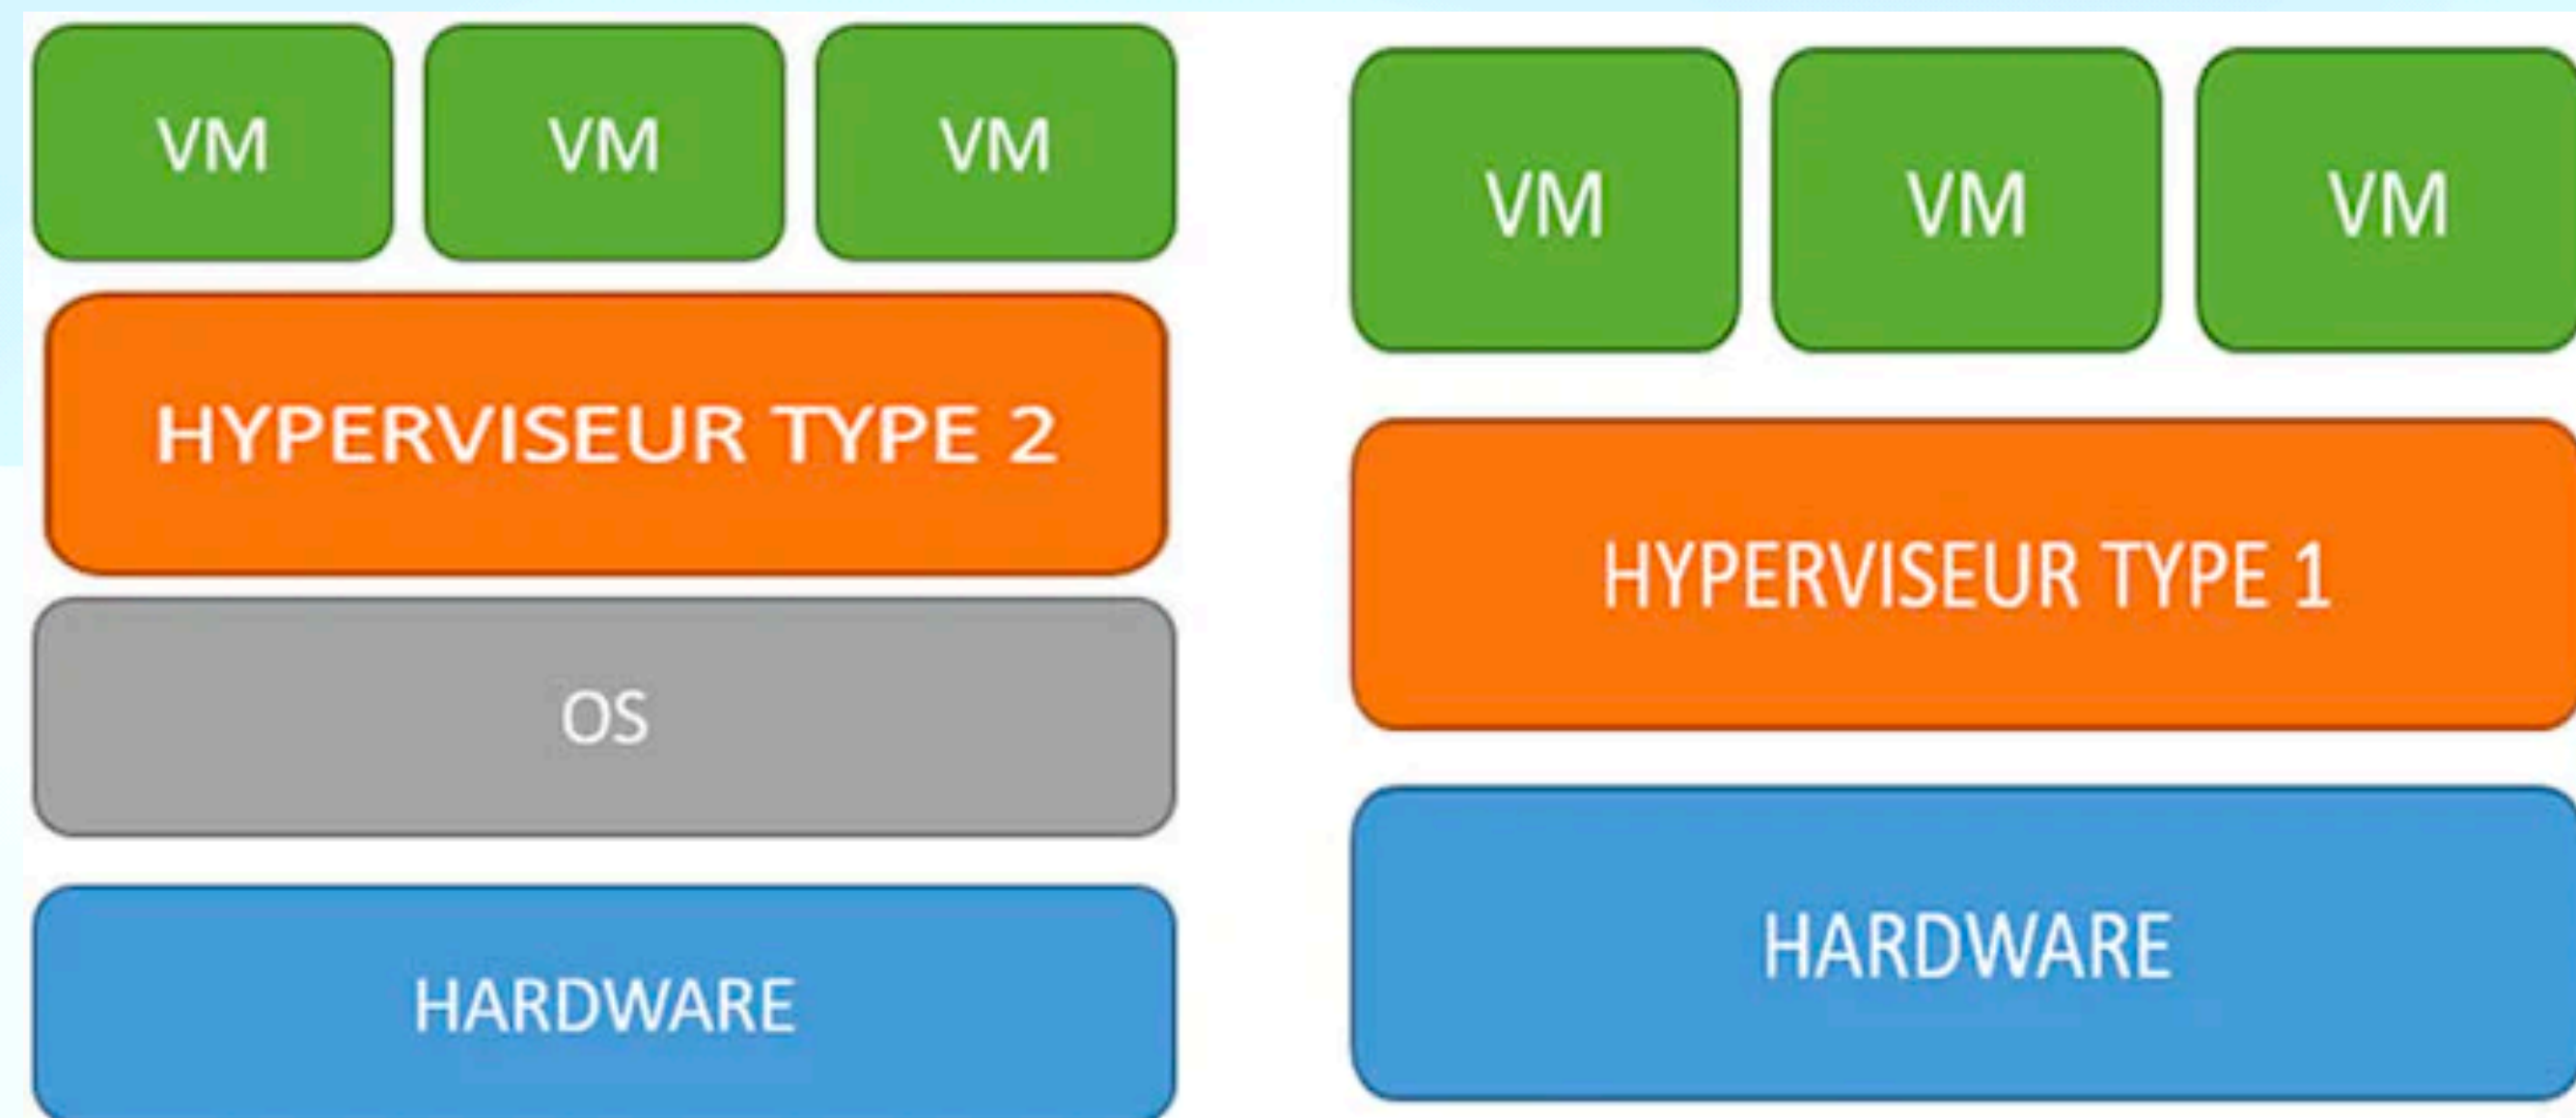 VM VM VM
HYPERVISEUR TYPE 2
OS
HARDWARE
VM VM VM
HYPERVISEUR TYPE 1
HARDWARE